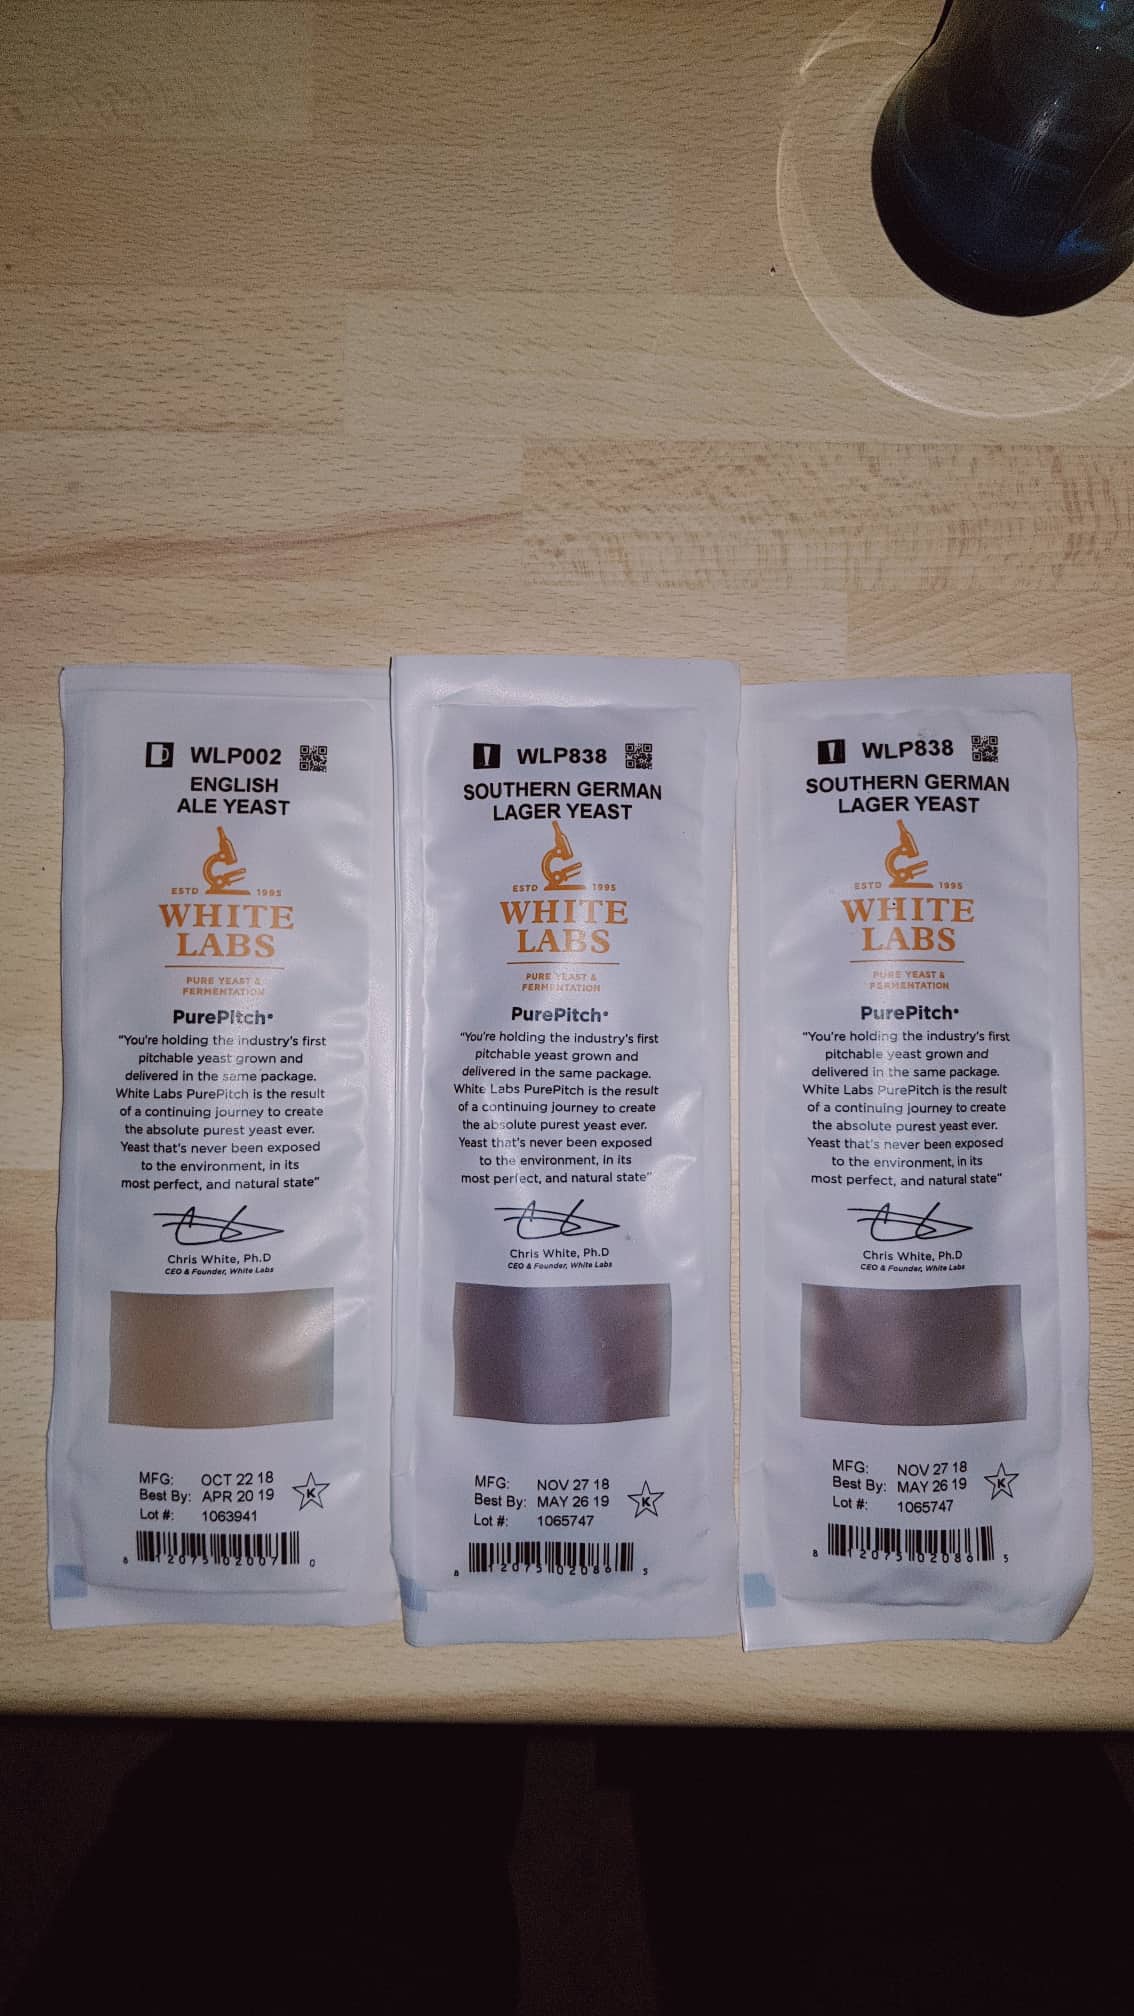 WLP002
ENGLISH
ALE YEAST
ESTD 1995
WHITE
LABS
PURE YEAST &
FERMENTATION
PurePitch
"You're holding the industry's first
pitchable yeast grown and
delivered in the same package.
White Labs PurePitch is the result
of a continuing journey to create
the absolute purest yeast ever.
Yeast that's never been exposed
to the environment, in its
most perfect, and natural state"
Chris White, Ph.D
CEO & Founder, White Labs
MFG: OCT 22 18
Best By: APR 20 19
Lot #: 1063941
K
8 12075 02007 0
WLP838
SOUTHERN GERMAN
LAGER YEAST
ESTD 1995
WHITE
LABS
PURE YEAST &
FERMENTATION
PurePitch
"You're holding the industry's first
pitchable yeast grown and
delivered in the same package.
White Labs PurePitch is the result
of a continuing journey to create
the absolute purest yeast ever.
Yeast that's never been exposed
to the environment, in its
most perfect, and natural state"
Chris White, Ph.D
CEO & Founder, White Labs
MFG: NOV 27 18
Best By: MAY 26 19
Lot #: 1065747
K
8 12075 02086 5
WLP838
SOUTHERN GERMAN
LAGER YEAST
ESTD 1995
WHITE
LABS
PURE YEAST &
FERMENTATION
PurePitch
"You're holding the industry's first
pitchable yeast grown and
delivered in the same package.
White Labs PurePitch is the result
of a continuing journey to create
the absolute purest yeast ever.
Yeast that's never been exposed
to the environment, in its
most perfect, and natural state"
Chris White, Ph.D
CEO & Founder, White Labs
MFG: NOV 27 18
Best By: MAY 26 19
Lot #: 1065747
K
8 12075 02086 5